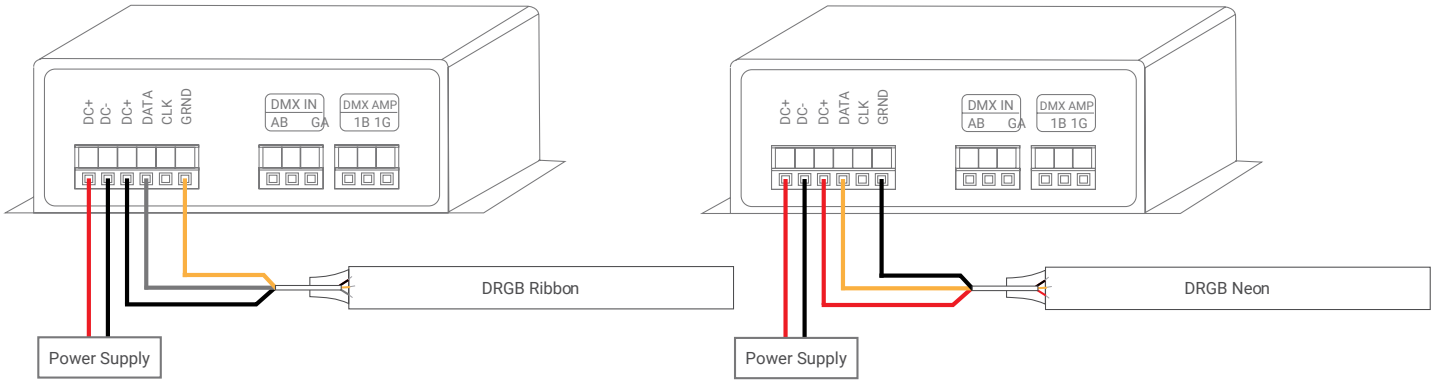 DC+
DC-
DC+
DATA
CLK
GRND
DMX IN
AB GA
DMX AMP
1B 1G
DRGB Ribbon
Power Supply
DC+
DC-
DC+
DATA
CLK
GRND
DMX IN
AB GA
DMX AMP
1B 1G
DRGB Neon
Power Supply